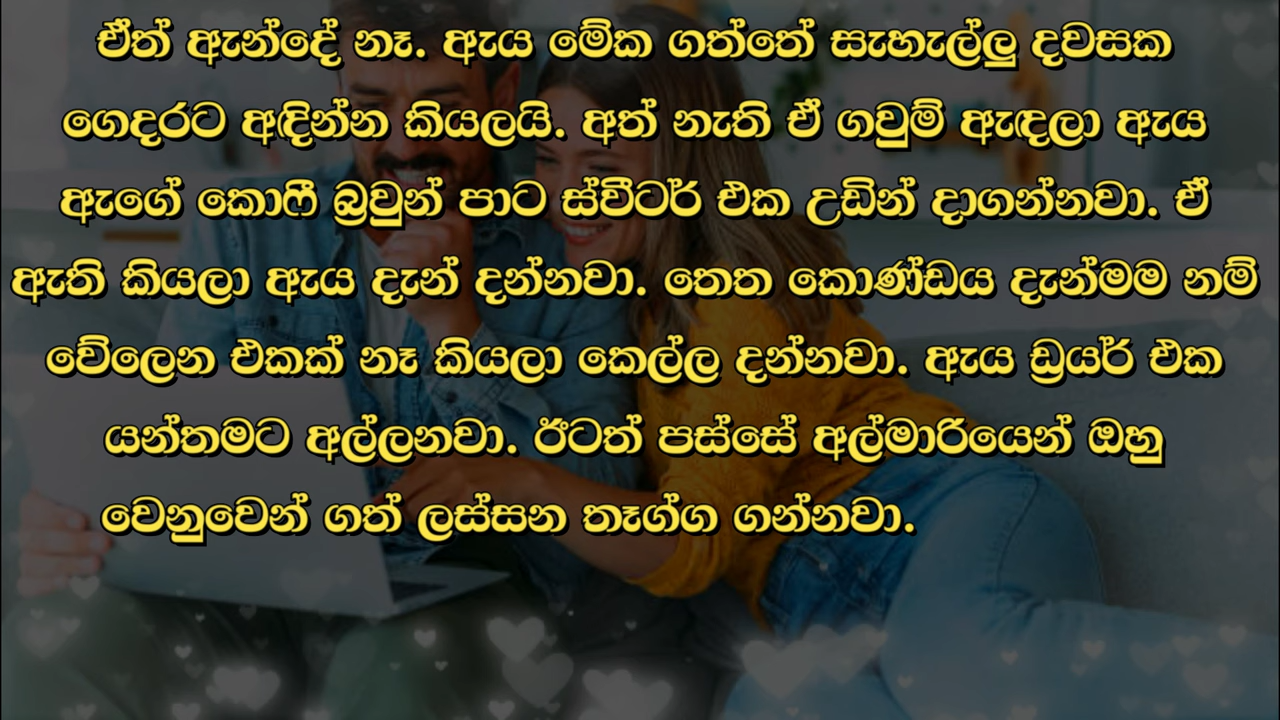 ඒත් ඇන්දේ නෑ. ඇය මේක ගත්තේ සැහැල්ලු දවසක
ගෙදරට අඳින්න කියලයි. අත් නැති ඒ ගවුම් ඇඳලා ඇය
ඇගේ කොෆී බ්‍රවුන් පාට ස්වීටර් එක උඩින් දාගන්නවා. ඒ
ඇති කියලා ඇය දැන් දන්නවා. තෙත කොණ්ඩය දැන්මම නම්
වේලෙන එකක් නෑ කියලා කෙල්ල දන්නවා. ඇය ඩ්‍රයර් එක
යන්තමට අල්ලනවා. ඊටත් පස්සේ අල්මාරියෙන් ඔහු
වෙනුවෙන් ගත් ලස්සන තෑග්ග ගන්නවා.